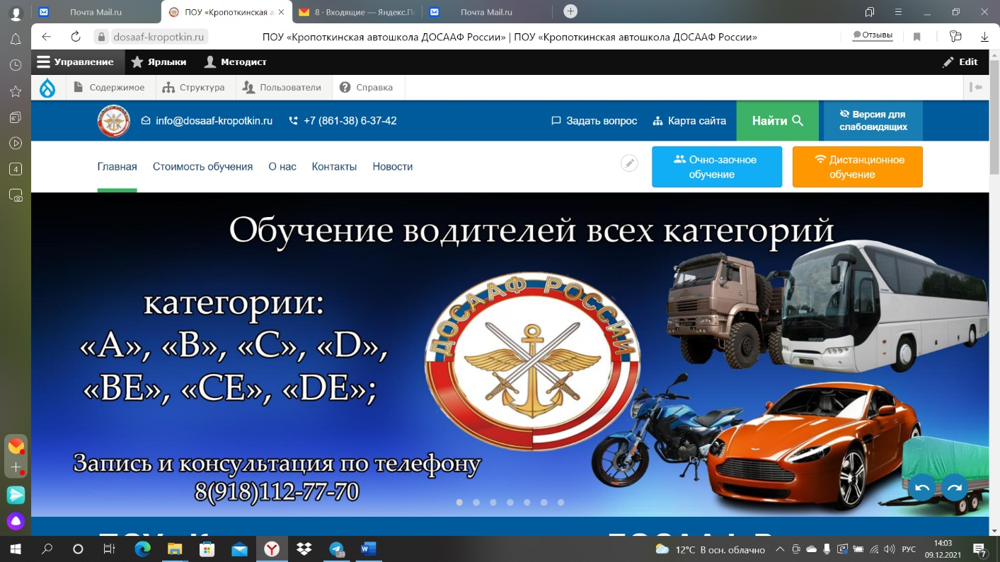 Почта Mail.ru
ПОУ «Кропоткинская а
8 · Входящие — Яндекс.По
Почта Mail.ru
dosaaf-kropotkin.ru
ПОУ «Кропоткинская автошкола ДОСААФ России» | ПОУ «Кропоткинская автошкола ДОСААФ России»
Отзывы
Управление
Ярлыки
Методист
Edit
Содержимое
Структура
Пользователи
Справка
4
info@dosaaf-kropotkin.ru
+7 (861-38) 6-37-42
Задать вопрос
Карта сайта
Найти
Версия для
слабовидящих
Главная
Стоимость обучения
О нас
Контакты
Новости
Очно-заочное
обучение
Дистанционное
обучение
Обучение водителей всех категорий
категории:
«A», «B», «C», «D»,
«BE», «CE», «DE»;
ДОСААФ РОССИИ
Запись и консультация по телефону
8(918)112-77-70
12°C В осн. облачно
РУС
14:03
09.12.2021
7